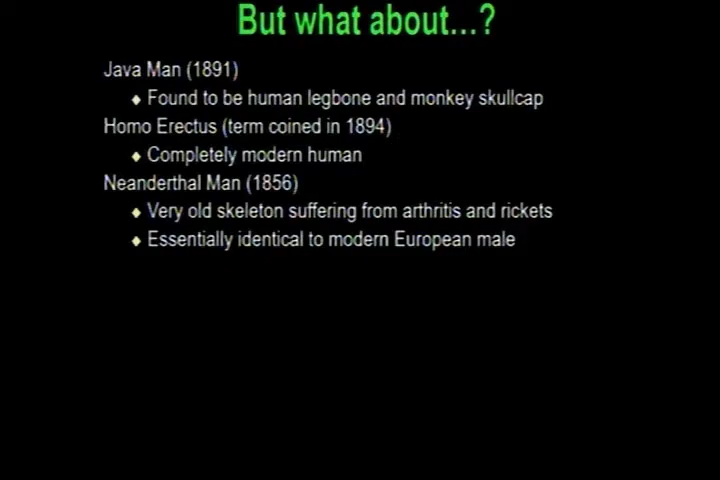 But what about...?
Java Man (1891)
♦ Found to be human legbone and monkey skullcap
Homo Erectus (term coined in 1894)
♦ Completely modern human
Neanderthal Man (1856)
♦ Very old skeleton suffering from arthritis and rickets
♦ Essentially identical to modern European male